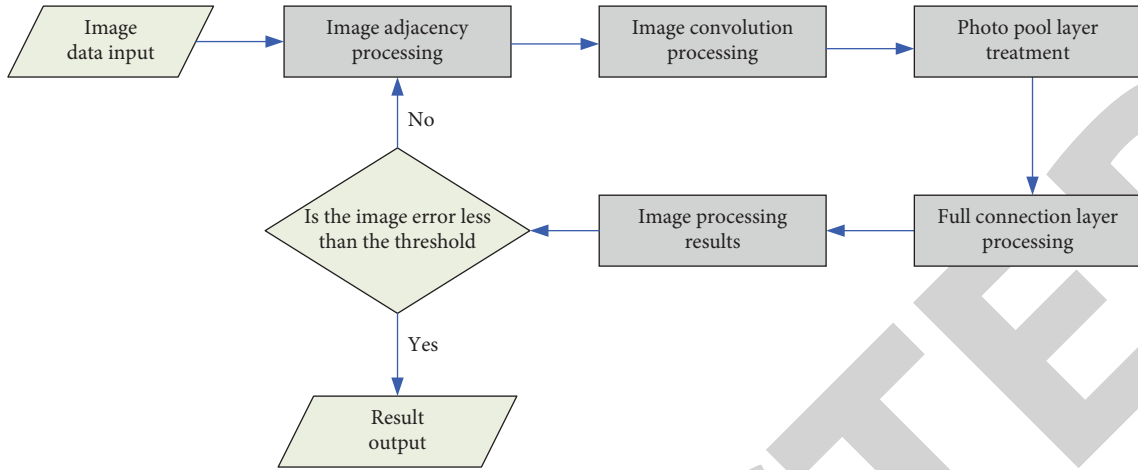 Image
data input
Image adjacency
processing
Image convolution
processing
Photo pool layer
treatment
No
Is the image error less
than the threshold
Image processing
results
Full connection layer
processing
Yes
Result
output